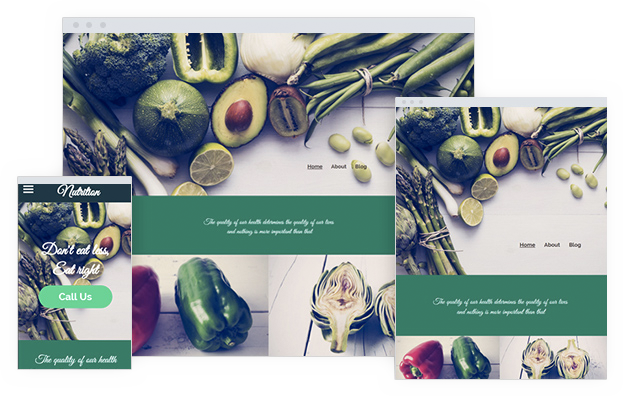 Home About Blog
The quality of our health determins the quality of our lives
and nothing is more important than that
Nutrition
Don't eat less,
Eat right
Call Us
The quality of our health
Home About Blog
The quality of our health determins the quality of our lives
and nothing is more important than that